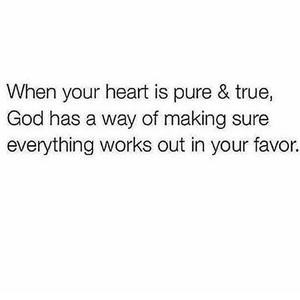 When your heart is pure & true,
God has a way of making sure
everything works out in your favor.